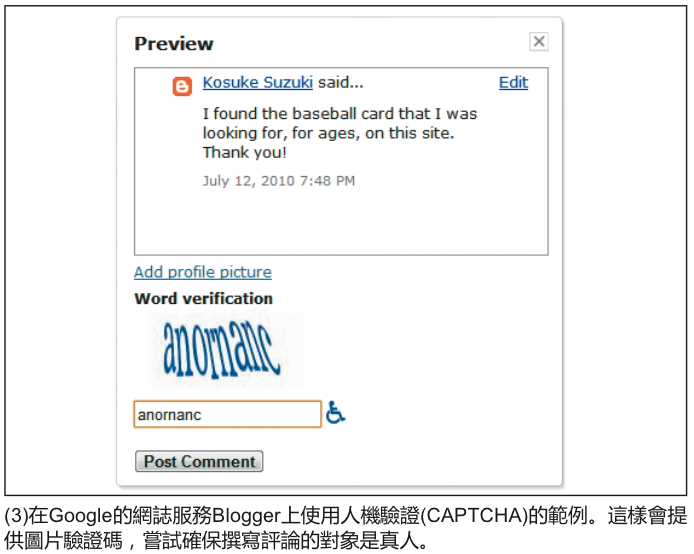 Preview
Kosuke Suzuki said... Edit
I found the baseball card that I was
looking for, for ages, on this site.
Thank you!
July 12, 2010 7:48 PM
Add profile picture
Word verification
anornanc
anornanc
Post Comment
(3)在Google的網誌服務Blogger上使用人機驗證(CAPTCHA)的範例。這樣會提
供圖片驗證碼，嘗試確保撰寫評論的對象是真人。